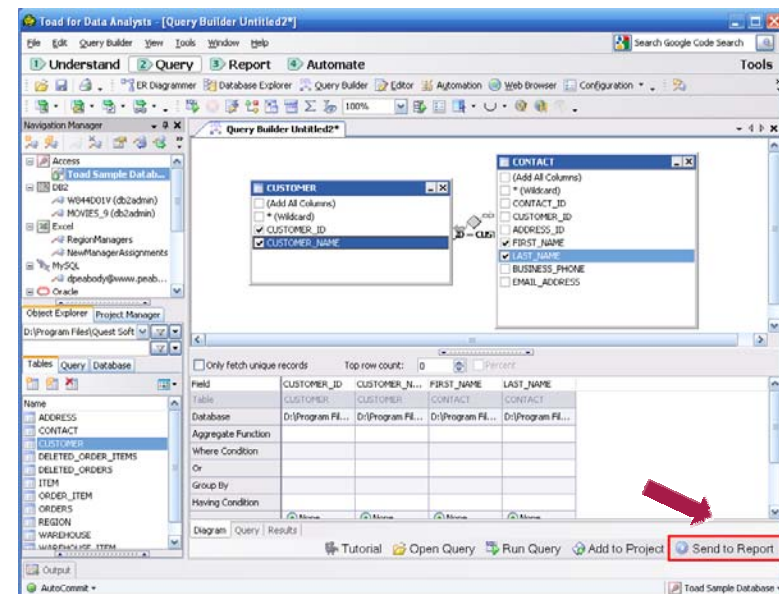 Toad for Data Analysts - [Query Builder Untitled2*]
File Edit Query Builder View Tools Window Help
Search Google Code Search
1 Understand 2 Query 3 Report 4 Automate Tools
ER Diagrammer Database Explorer Query Builder Editor Automation Web Browser Configuration
100%
Navigation Manager
Query Builder Untitled2*
Access
Toad Sample Datab...
DB2
W844D01V (db2admin)
MOVIES_9 (db2admin)
Excel
RegionManagers
NewManagerAssignments
MySQL
dpeabody@www.peab...
Oracle
CUSTOMER
(Add All Columns)
* (Wildcard)
CUSTOMER_ID
CUSTOMER_NAME
ID = CUST
CONTACT
(Add All Columns)
* (Wildcard)
CONTACT_ID
CUSTOMER_ID
ADDRESS_ID
FIRST_NAME
LAST_NAME
BUSINESS_PHONE
EMAIL_ADDRESS
Object Explorer Project Manager
D:\Program Files\Quest Soft
Tables Query Database
Name
ADDRESS
CONTACT
CUSTOMER
DELETED_ORDER_ITEMS
DELETED_ORDERS
ITEM
ORDER_ITEM
ORDERS
REGION
WAREHOUSE
WAREHOUSE_ITEM
Only fetch unique records Top row count: 0 Percent
Field CUSTOMER_ID CUSTOMER_N... FIRST_NAME LAST_NAME
Table CUSTOMER CUSTOMER CONTACT CONTACT
Database D:\Program Fil... D:\Program Fil... D:\Program Fil... D:\Program Fil...
Aggregate Function
Where Condition
Or
Group By
Having Condition
None None None None
Diagram Query Results
Tutorial Open Query Run Query Add to Project Send to Report
Output
AutoCommit Toad Sample Database